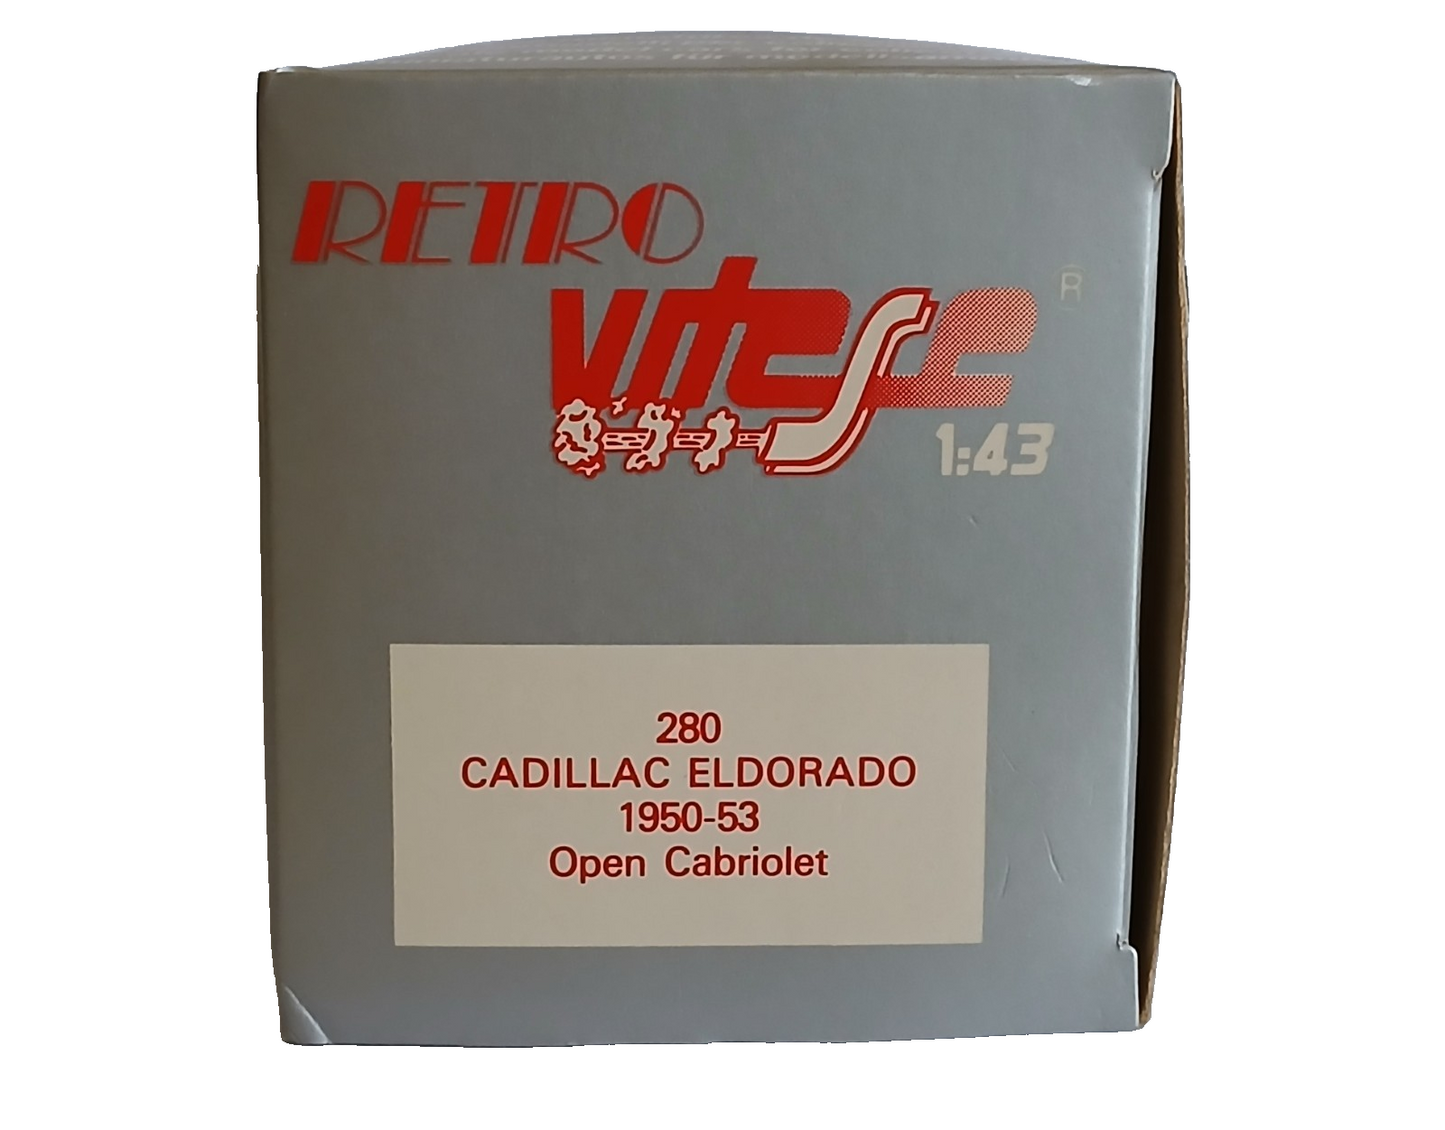 RETRO
vitesse
R
1:43
280
CADILLAC ELDORADO
1950-53
Open Cabriolet